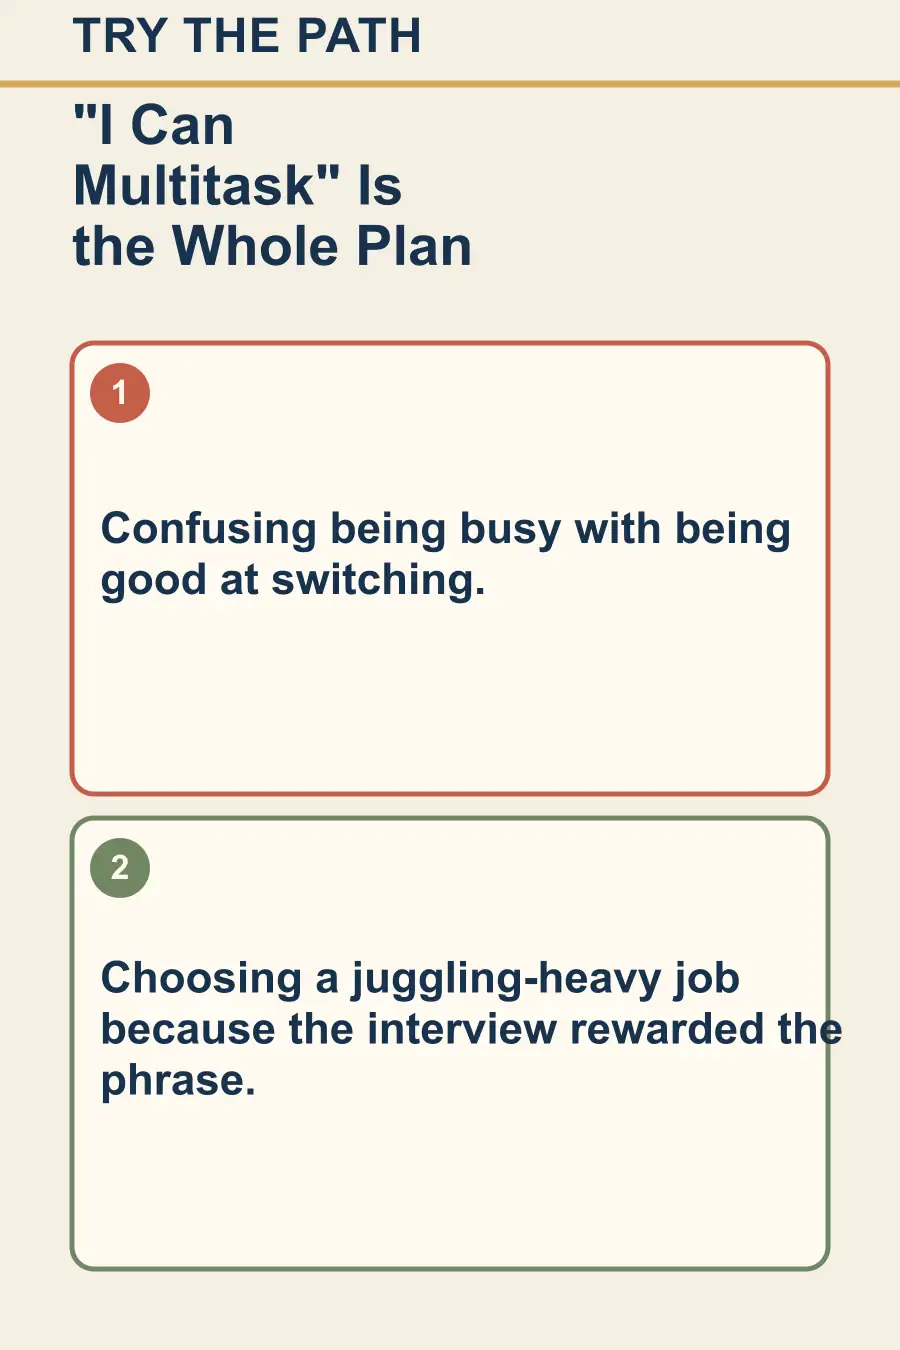 TRY THE PATH
"I Can
Multitask" Is
the Whole Plan
1
Confusing being busy with being
good at switching.
2
Choosing a juggling-heavy job
because the interview rewarded the
phrase.